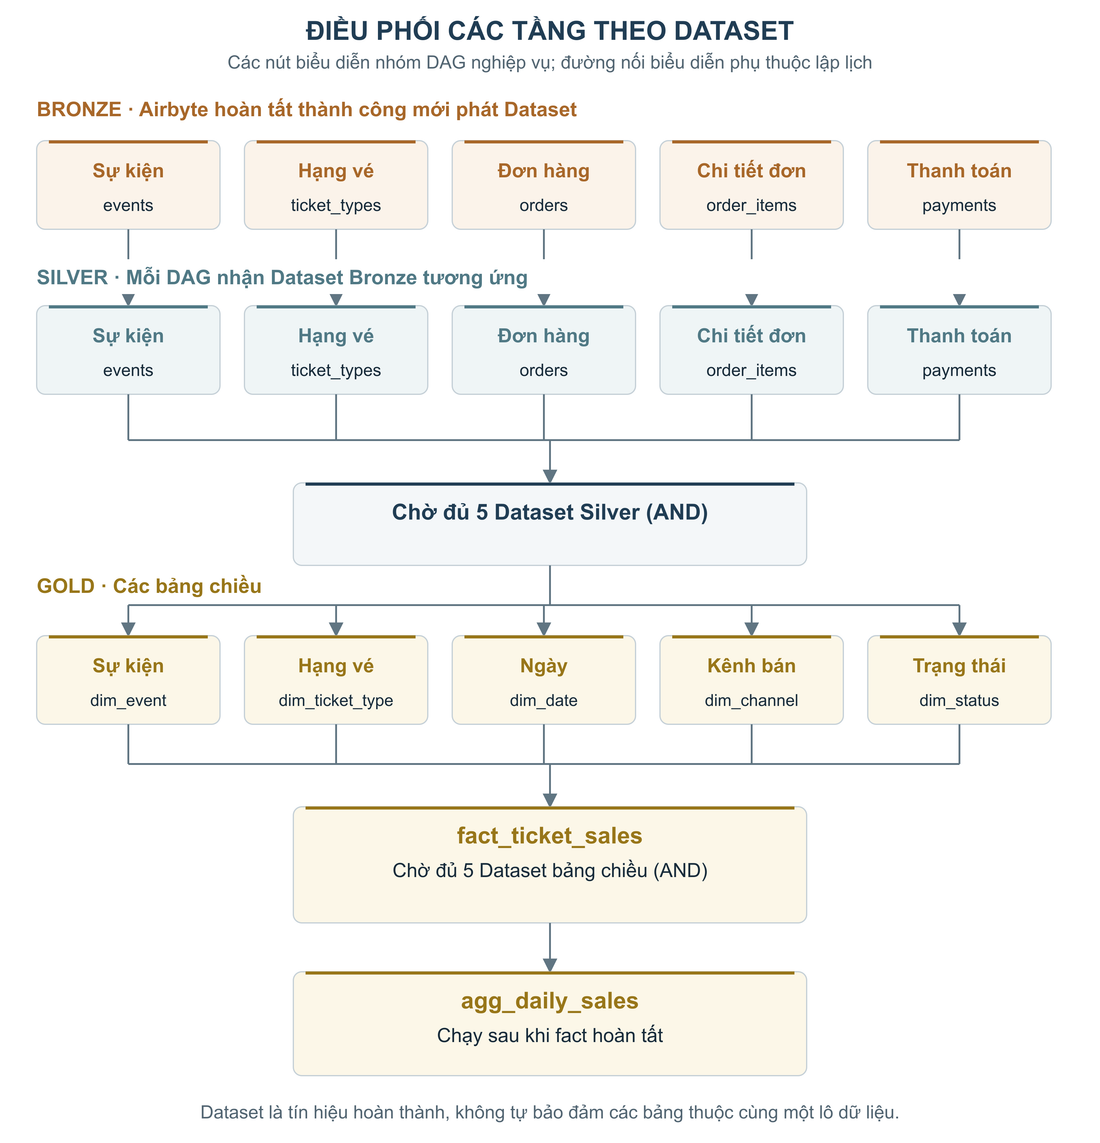 ĐIỀU PHỐI CÁC TẦNG THEO DATASET
Các nút biểu diễn nhóm DAG nghiệp vụ; đường nối biểu diễn phụ thuộc lập lịch
BRONZE · Airbyte hoàn tất thành công mới phát Dataset
Sự kiện
events
Hạng vé
ticket_types
Đơn hàng
orders
Chi tiết đơn
order_items
Thanh toán
payments
SILVER · Mỗi DAG nhận Dataset Bronze tương ứng
Sự kiện
events
Hạng vé
ticket_types
Đơn hàng
orders
Chi tiết đơn
order_items
Thanh toán
payments
Chờ đủ 5 Dataset Silver (AND)
GOLD · Các bảng chiều
Sự kiện
dim_event
Hạng vé
dim_ticket_type
Ngày
dim_date
Kênh bán
dim_channel
Trạng thái
dim_status
fact_ticket_sales
Chờ đủ 5 Dataset bảng chiều (AND)
agg_daily_sales
Chạy sau khi fact hoàn tất
Dataset là tín hiệu hoàn thành, không tự bảo đảm các bảng thuộc cùng một lô dữ liệu.